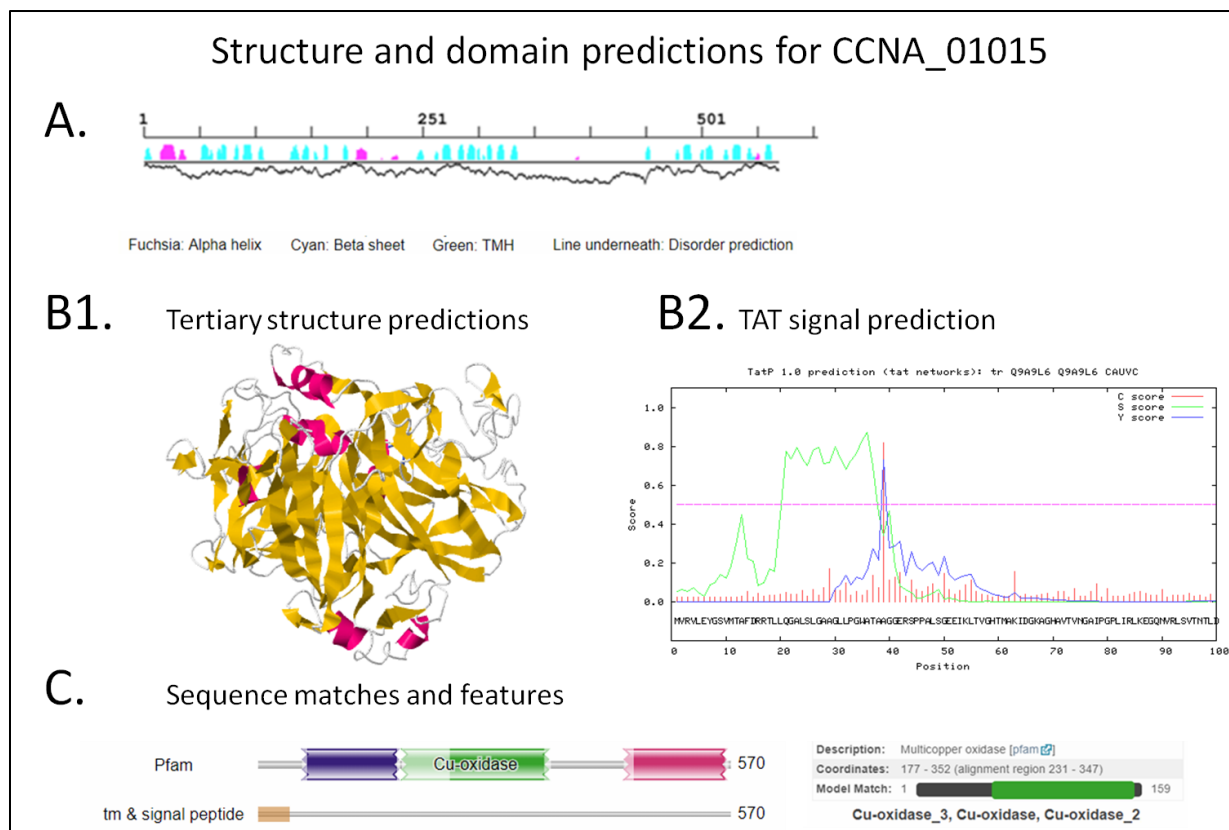 Structure and domain predictions for CCNA_01015
A.
1 251 501
Fuchsia: Alpha helix Cyan: Beta sheet Green: TMH Line underneath: Disorder prediction
B1. Tertiary structure predictions
B2. TAT signal prediction
TatP 1.0 prediction (tat networks): tr Q9A9L6 Q9A9L6 CAUVC
C score
S score
Y score
1.0
0.8
0.6
0.4
0.2
0.0
Score
MVRVLEYGSVMTAFDRRTLLQGALSLGAAGLLPGWATAAGGERSPPALSGEEIKLTVGHTMAKIDGKAGHAVTVNGAIPGPLIRLKEGQNVRLSVTNTLD
0 10 20 30 40 50 60 70 80 90 100
Position
C. Sequence matches and features
Pfam Cu-oxidase 570
tm & signal peptide 570
Description: Multicopper oxidase [pfam]
Coordinates: 177 - 352 (alignment region 231 - 347)
Model Match: 1 159
Cu-oxidase_3, Cu-oxidase, Cu-oxidase_2